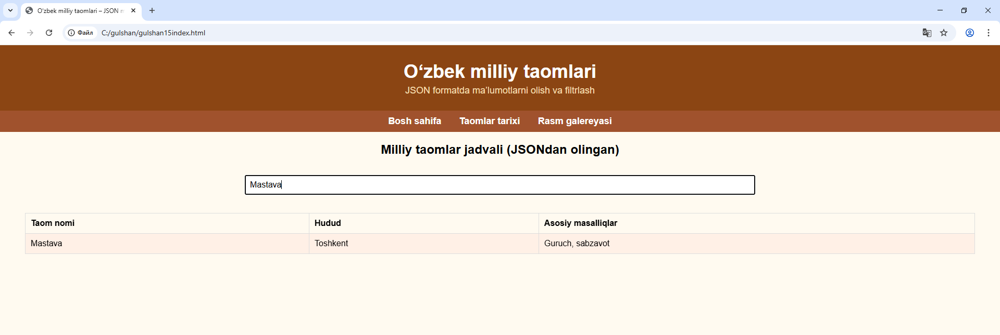 O'zbek milliy taomlari – JSON
Файл
C:/gulshan/gulshan15index.html
O‘zbek milliy taomlari
JSON formatda ma’lumotlarni olish va filtrlash
Bosh sahifa Taomlar tarixi Rasm galereyasi
Milliy taomlar jadvali (JSONdan olingan)
Mastava
Taom nomi Hudud Asosiy masalliqlar
Mastava Toshkent Guruch, sabzavot